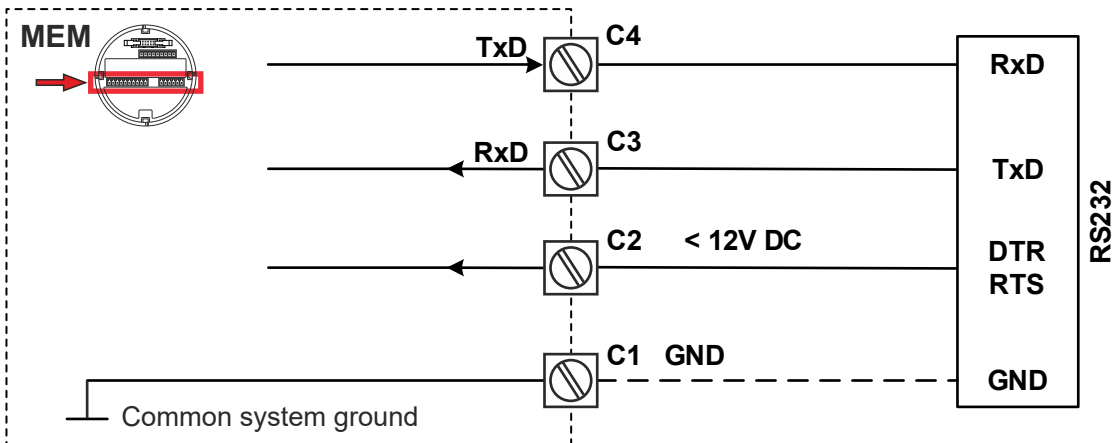 MEM
TxD
C4
RxD
RxD
C3
TxD
C2
< 12V DC
DTR
RTS
C1
GND
GND
Common system ground
RS232